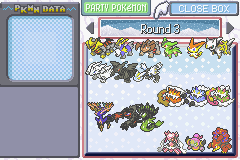 PKMN DATA
PARTY POKéMON
CLOSE BOX
Round 3